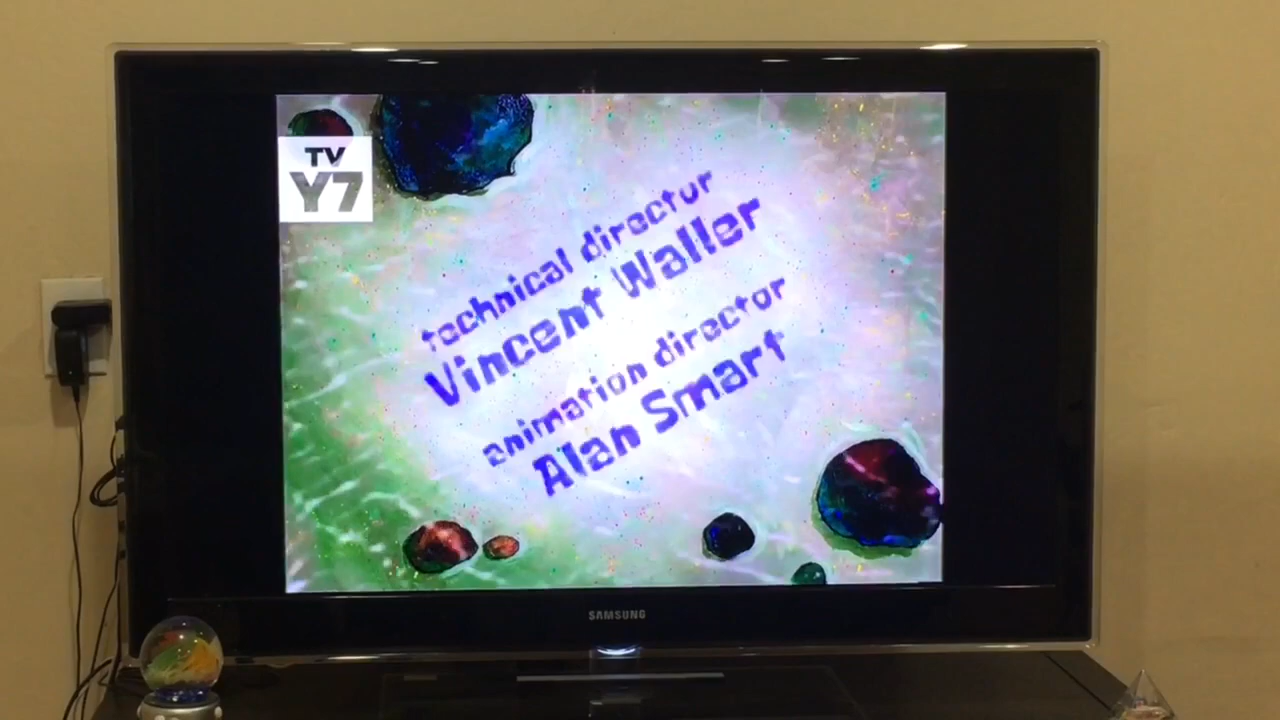 TV
Y7
technical director
Vincent Waller
animation director
Alan Smart
SAMSUNG